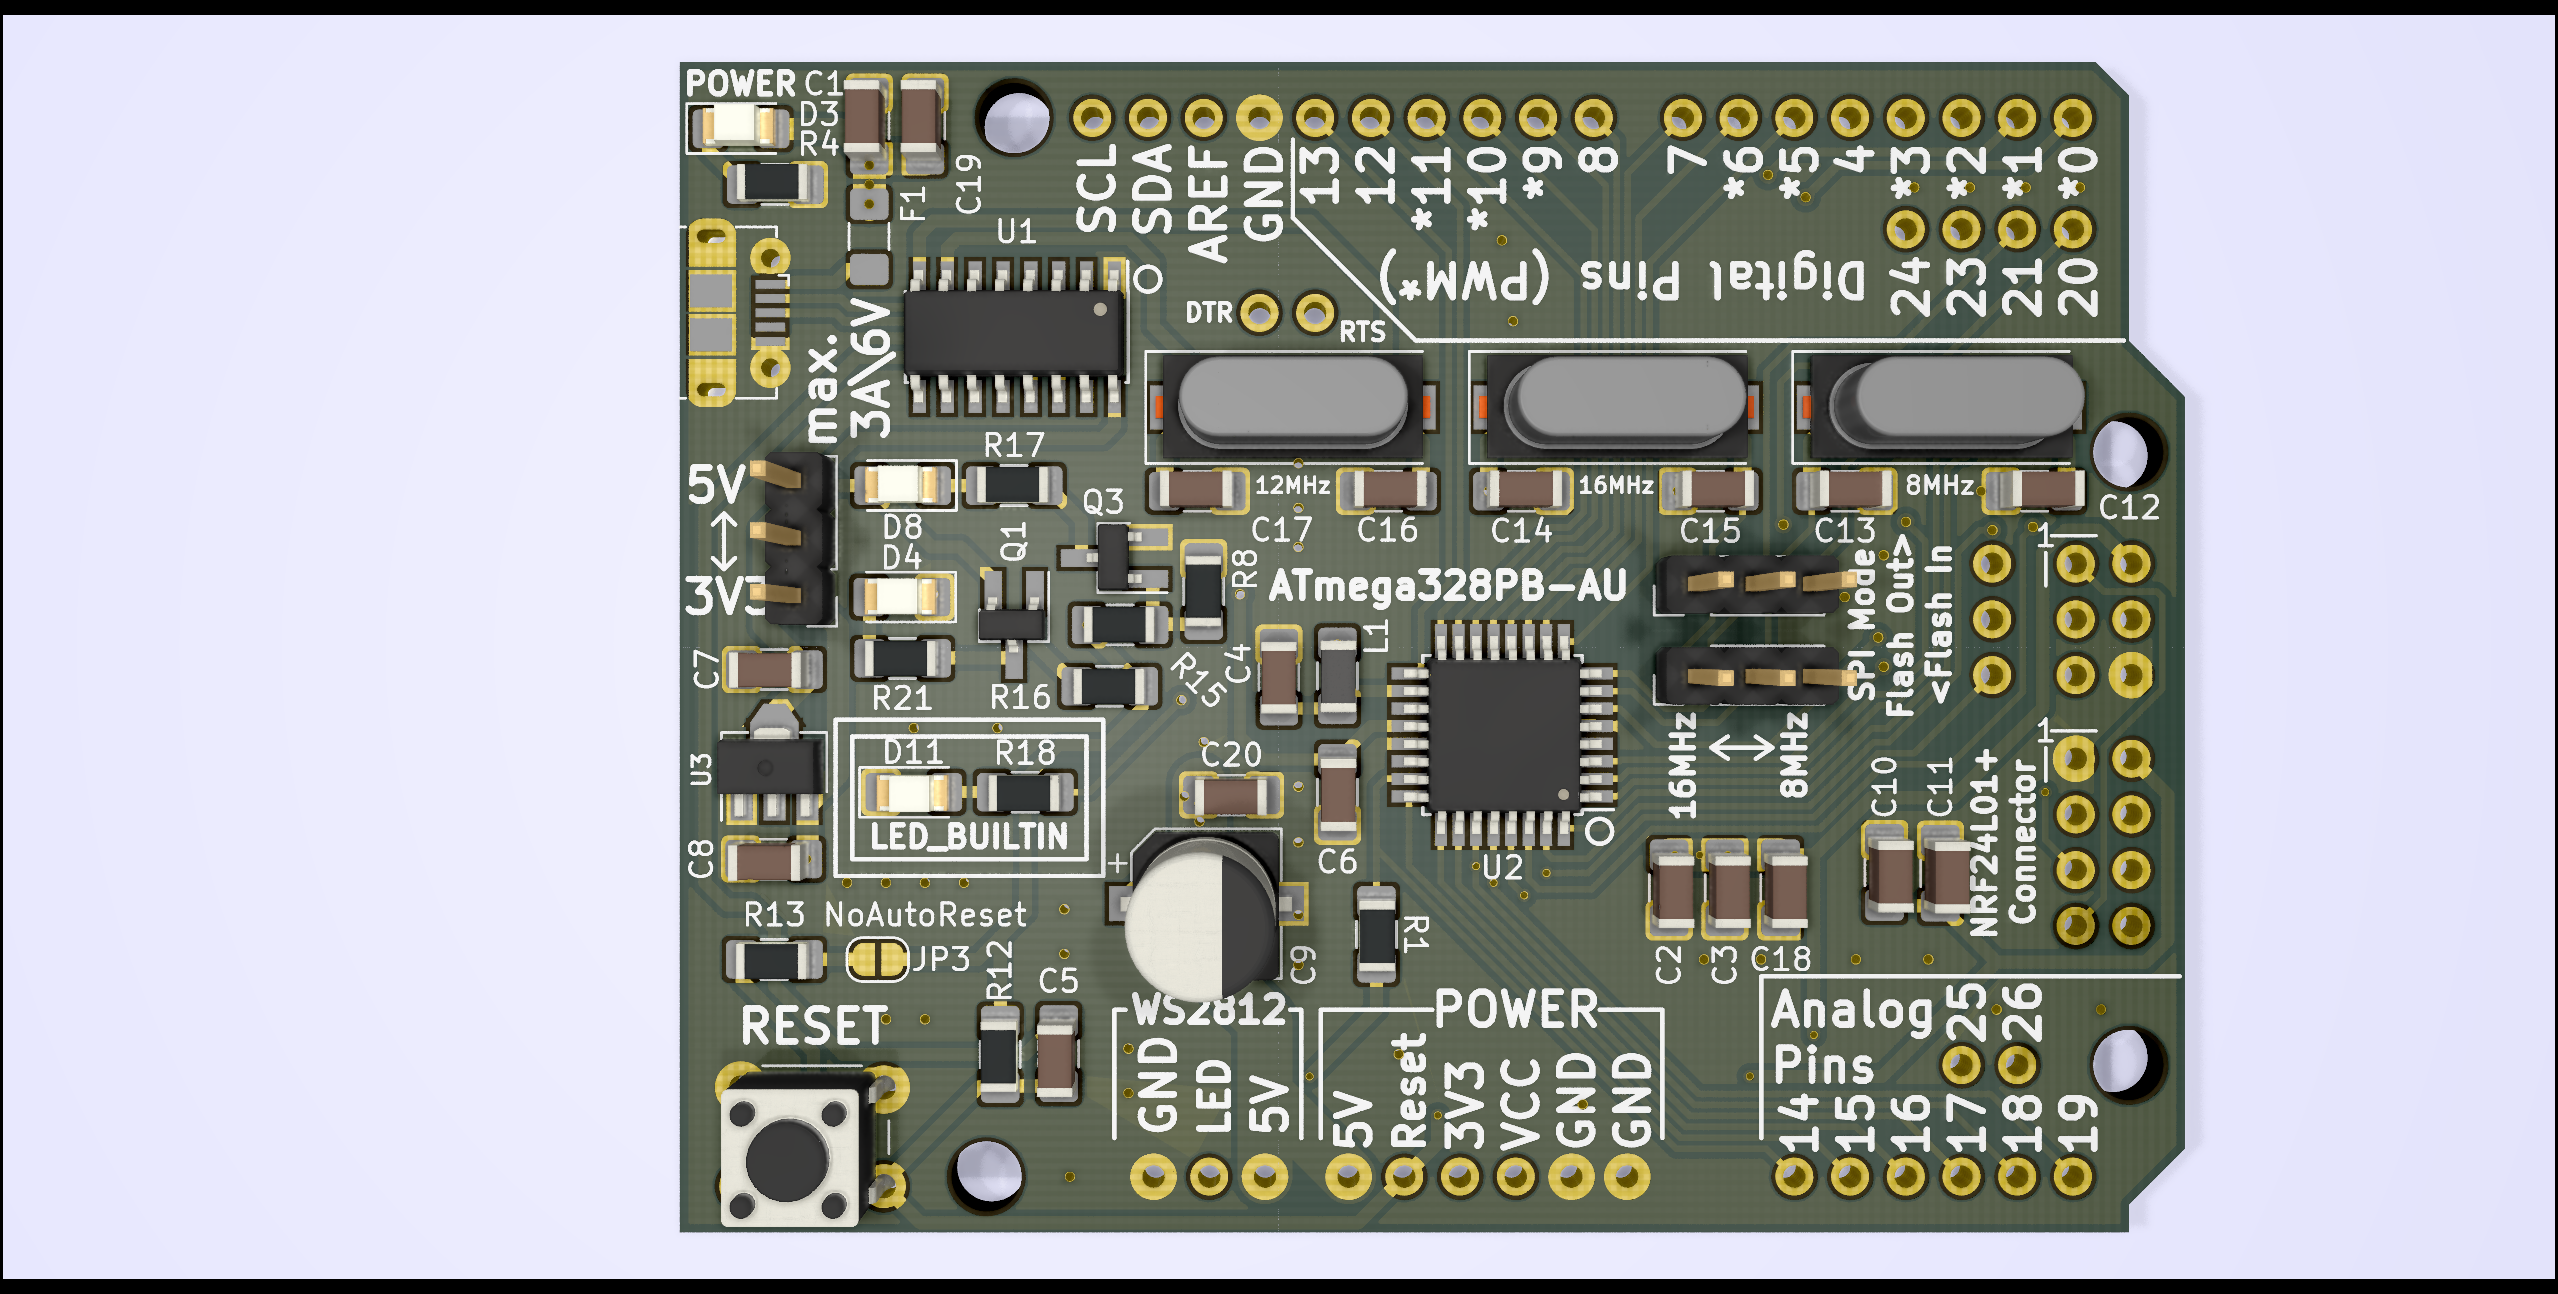 POWER
C1
D3
R4
F1
C19
U1
SCL
SDA
AREF
GND
13
12
*11
*10
*9
8
7
*6
*5
4
*3
*2
*1
*0
24
23
21
20
Digital Pins (PWM*)
DTR
RTS
max.
3A\6V
5V
3V3
D8
D4
R17
Q3
Q1
R8
12MHz
16MHz
8MHz
C17
C16
C14
C15
C13
C12
ATmega328PB-AU
SPI Mode
Flash Out>
<Flash In
1
C7
R21
R16
R15
C4
L1
U3
D11
R18
LED_BUILTIN
C20
C6
U2
16MHz
8MHz
1
C10
C11
NRF24L01+
Connector
C8
+
R13
NoAutoReset
JP3
R12
C5
C9
R1
C2
C3
C18
RESET
WS2812
GND
LED
5V
POWER
5V
Reset
3V3
VCC
GND
GND
Analog
Pins
25
26
14
15
16
17
18
19